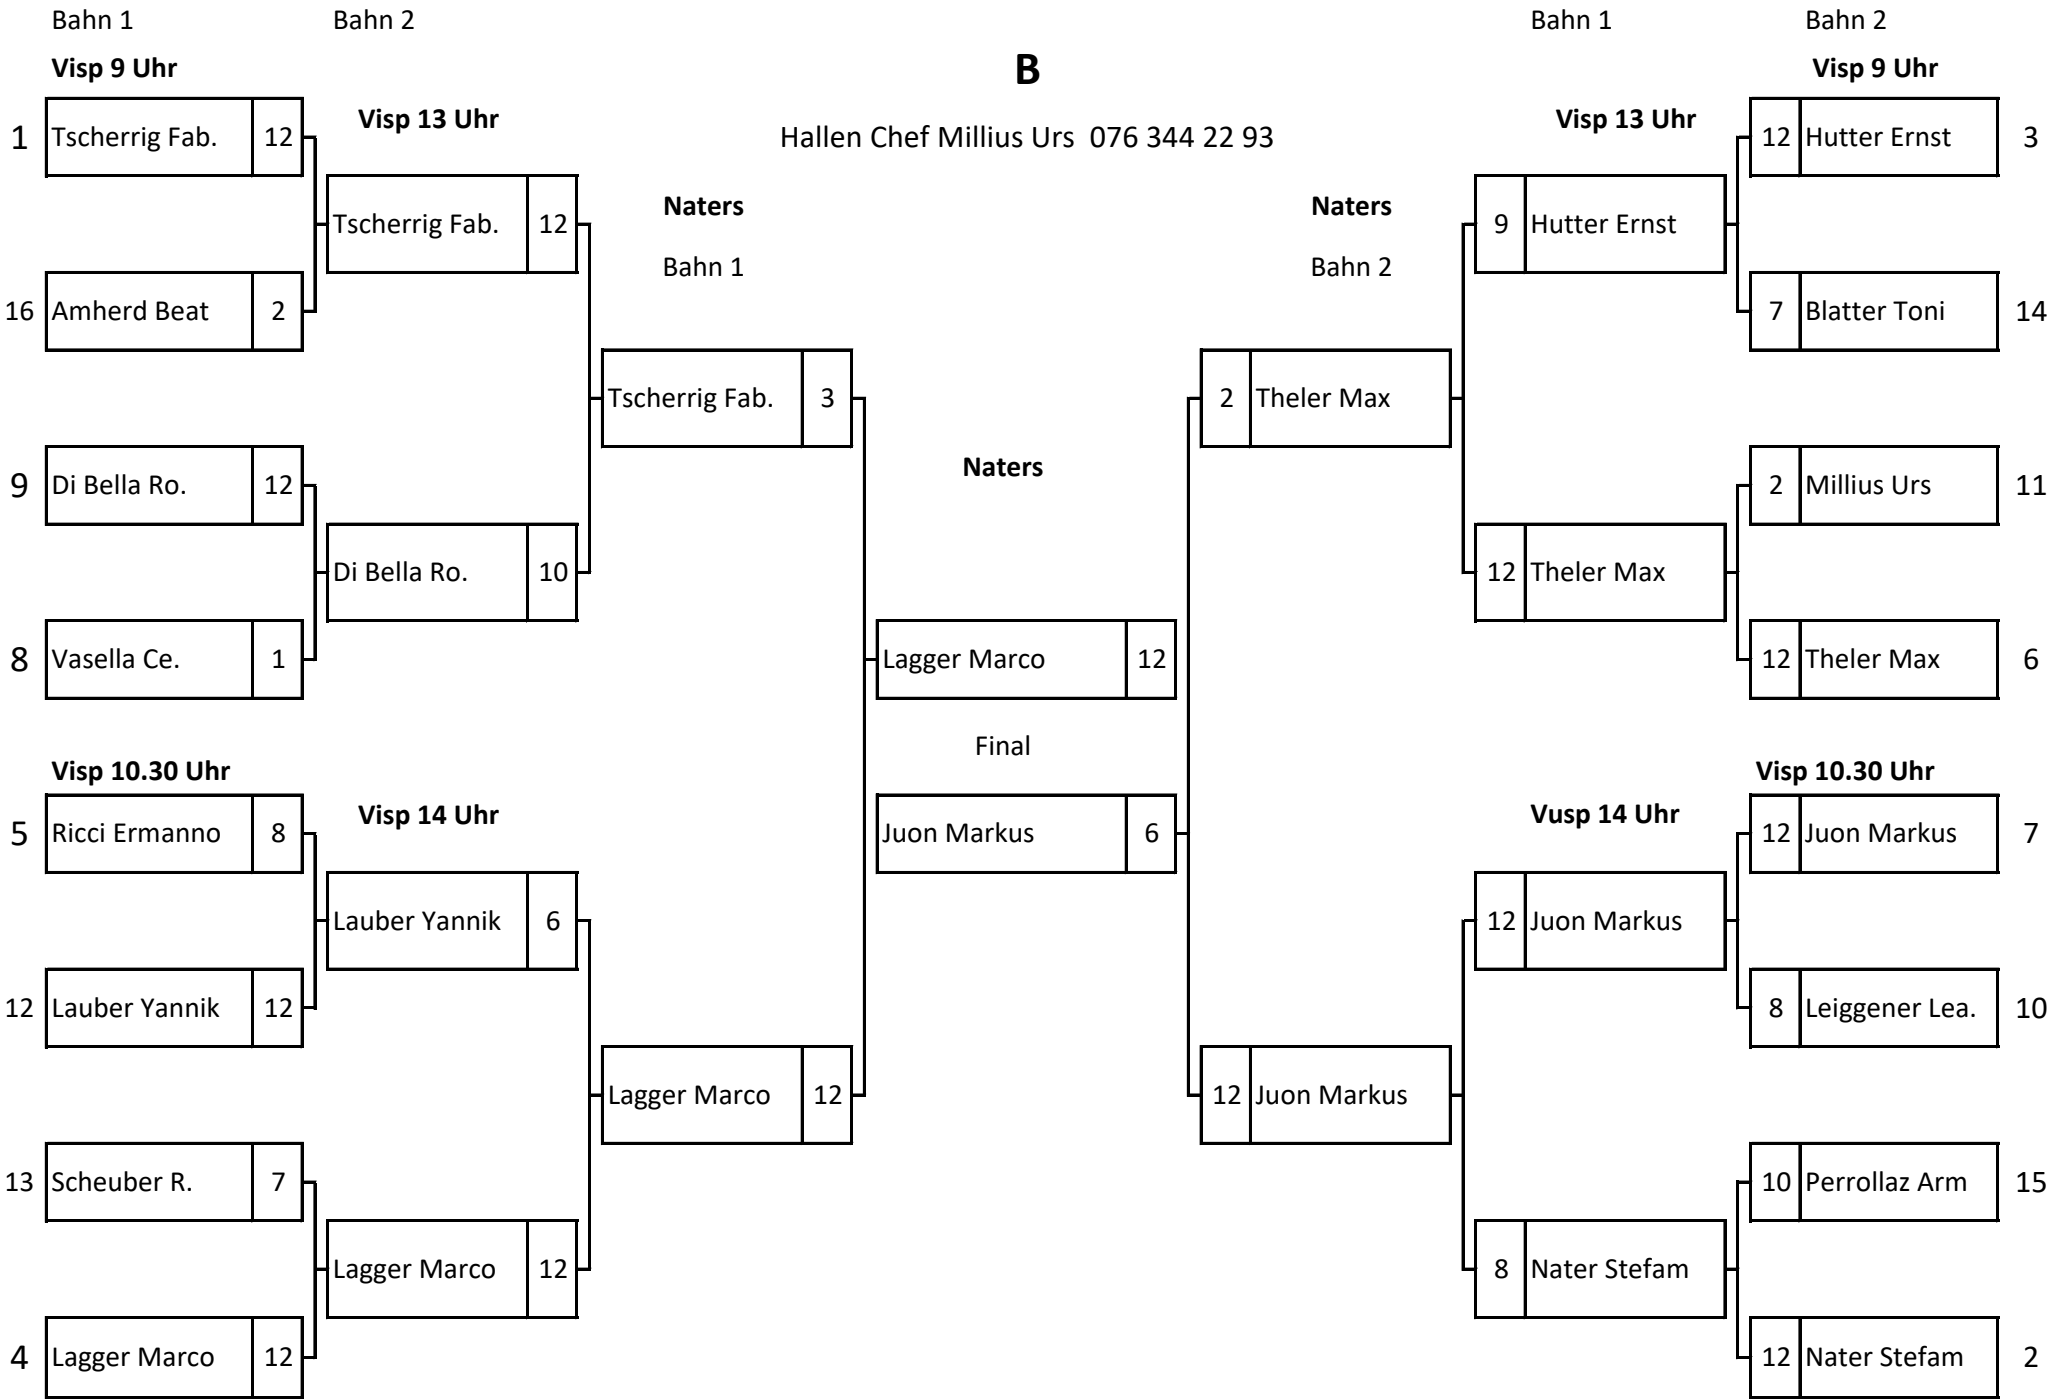 Bahn 1 Bahn 2 Bahn 1 Bahn 2
Visp 9 Uhr B Visp 9 Uhr
Visp 13 Uhr Visp 13 Uhr
1 Tscherrig Fab. 12 Hallen Chef Millius Urs 076 344 22 93 12 Hutter Ernst 3
Naters Naters
Tscherrig Fab. 12 9 Hutter Ernst
Bahn 1 Bahn 2
16 Amherd Beat 2 7 Blatter Toni 14
Tscherrig Fab. 3 2 Theler Max
Naters
9 Di Bella Ro. 12 2 Millius Urs 11
Di Bella Ro. 10 12 Theler Max
8 Vasella Ce. 1 Lagger Marco 12 12 Theler Max 6
Final
Visp 10.30 Uhr Visp 10.30 Uhr
Visp 14 Uhr Vusp 14 Uhr
5 Ricci Ermanno 8 Juon Markus 6 12 Juon Markus 7
Lauber Yannik 6 12 Juon Markus
12 Lauber Yannik 12 8 Leiggener Lea. 10
Lagger Marco 12 12 Juon Markus
13 Scheuber R. 7 10 Perrollaz Arm 15
Lagger Marco 12 8 Nater Stefam
4 Lagger Marco 12 12 Nater Stefam 2